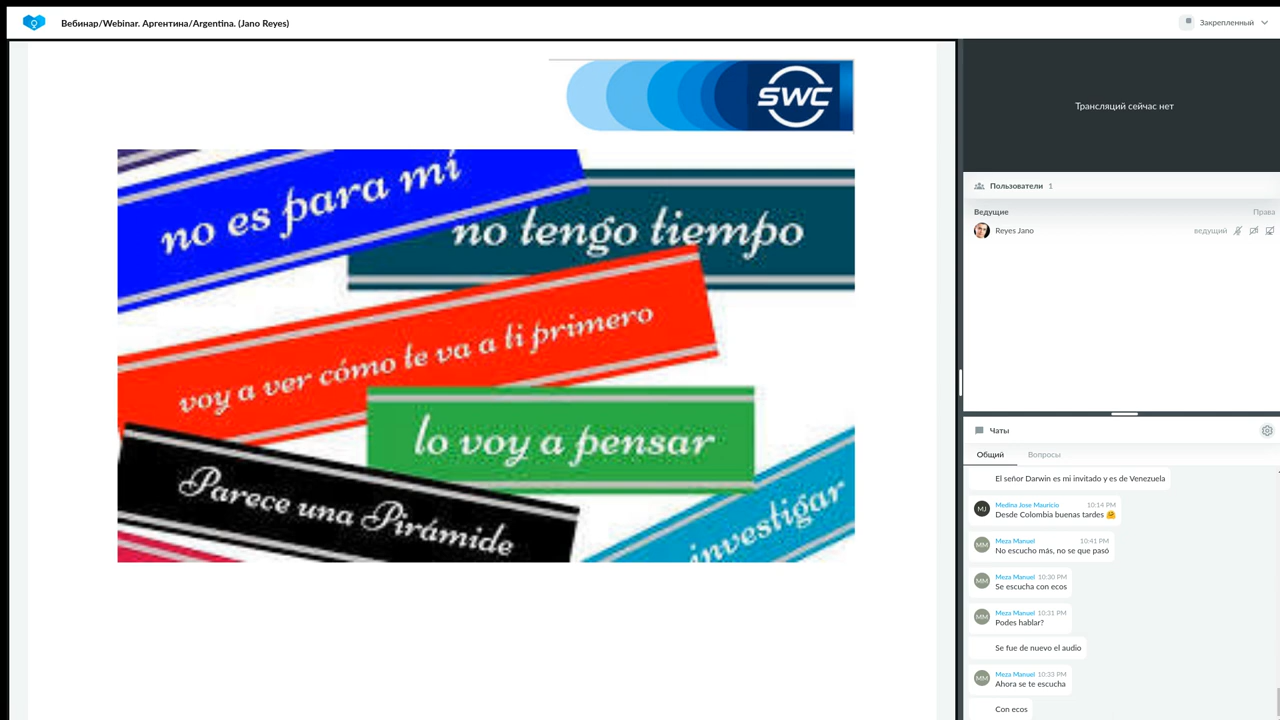 Вебинар/Webinar. Аргентина/Argentina. (Jano Reyes)
Закрепленный
SWC
no es para mí
no tengo tiempo
voy a ver cómo te va a ti primero
lo voy a pensar
Parece una Pirámide
investigar
Трансляций сейчас нет
Пользователи 1
Ведущие
Права
Reyes Jano
ведущий
Чаты
Общий
Вопросы
El señor Darwin es mi invitado y es de Venezuela
MJ
Medina Jose Mauricio 10:14 PM
Desde Colombia buenas tardes 🤗
MM
Meza Manuel 10:41 PM
No escucho más, no se que pasó
MM
Meza Manuel 10:30 PM
Se escucha con ecos
MM
Meza Manuel 10:31 PM
Podes hablar?
Se fue de nuevo el audio
MM
Meza Manuel 10:33 PM
Ahora se te escucha
Con ecos